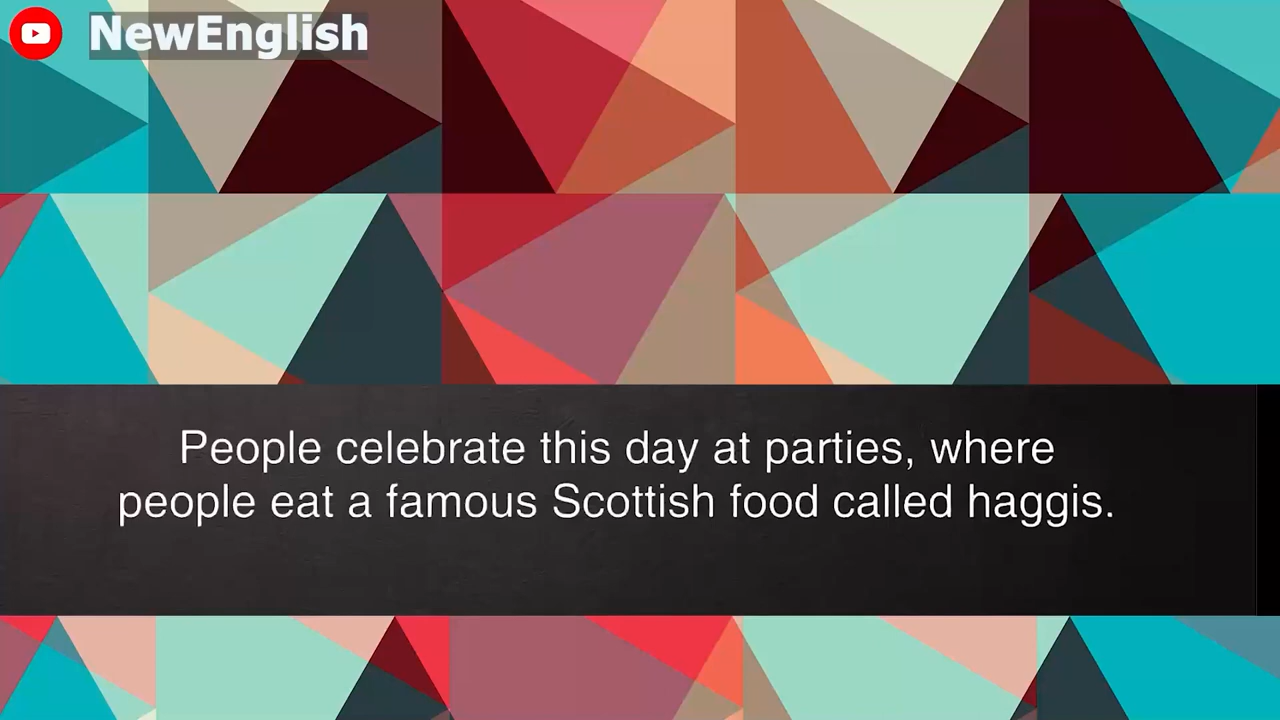 NewEnglish
People celebrate this day at parties, where
people eat a famous Scottish food called haggis.